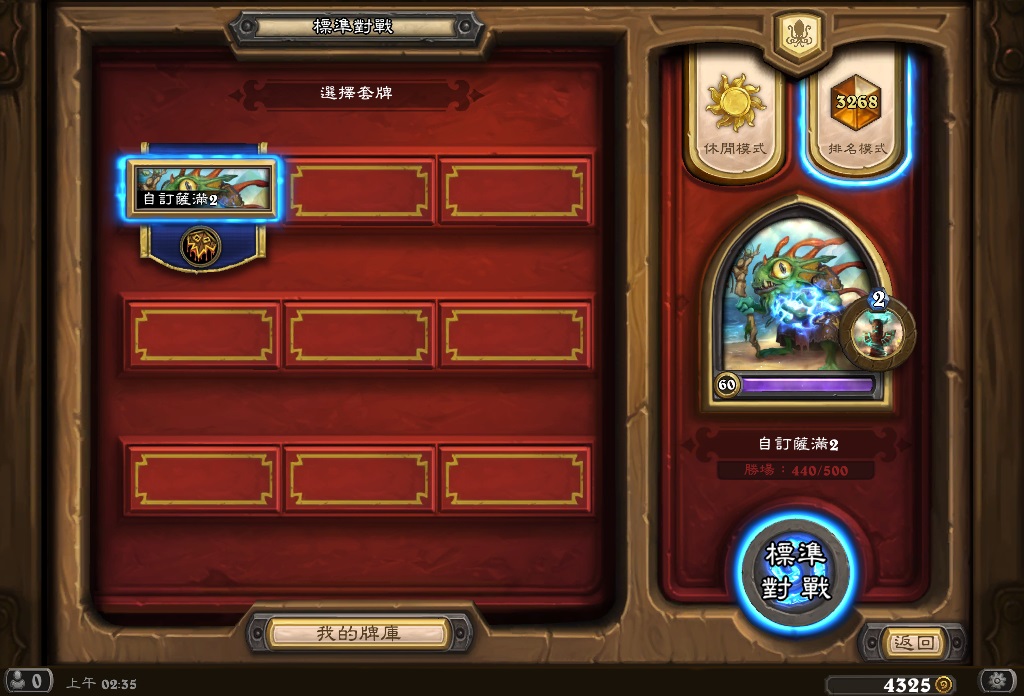 標準對戰
選擇套牌
自訂薩滿2
3268
休閒模式
排名模式
2
60
自訂薩滿2
勝場：440/500
標準
對戰
我的牌庫
返回
0
上午 02:35
4325